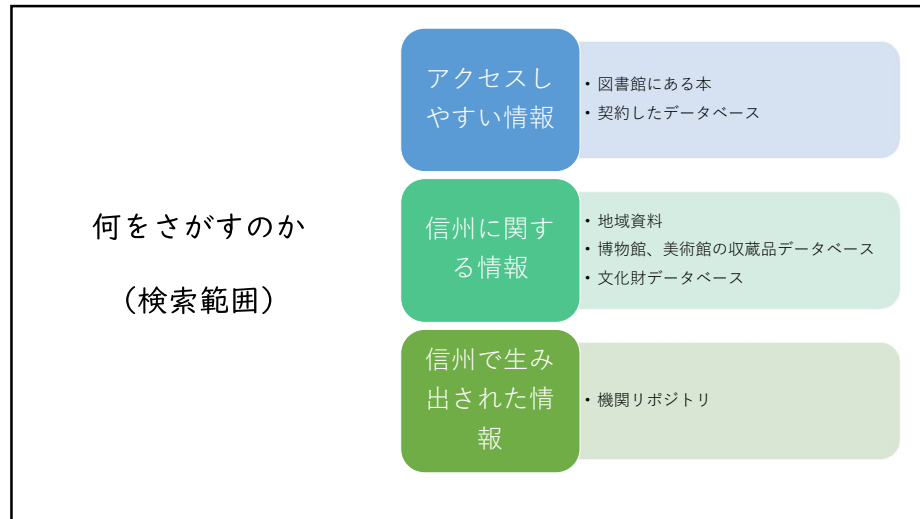 何をさがすのか
（検索範囲）
アクセスし
やすい情報
• 図書館にある本
• 契約したデータベース
信州に関す
る情報
• 地域資料
• 博物館、美術館の収蔵品データベース
• 文化財データベース
信州で生み
出された情
報
• 機関リポジトリ